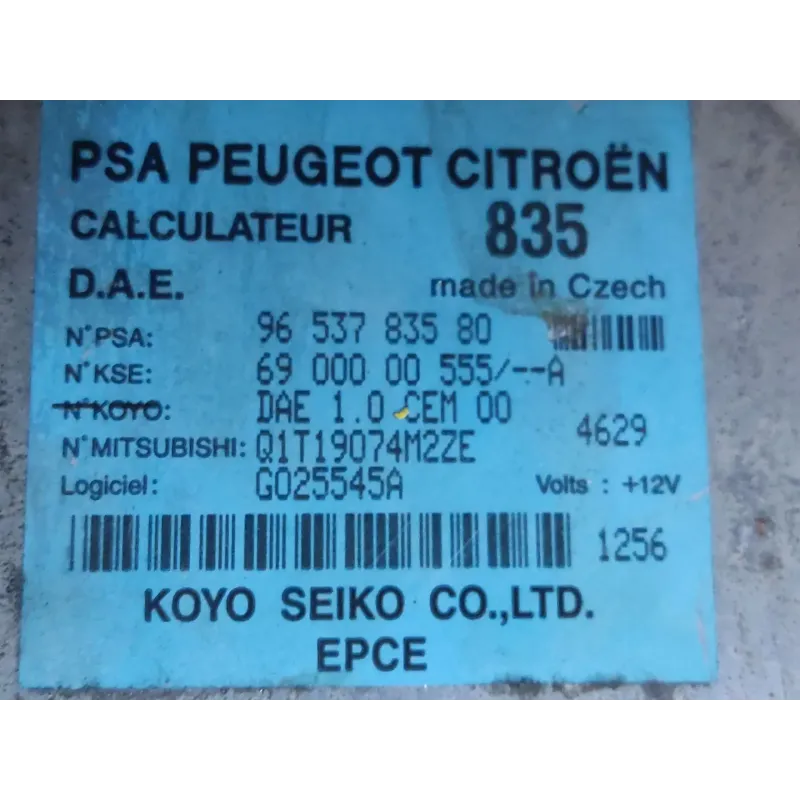 PSA PEUGEOT CITROËN
CALCULATEUR 835
D.A.E. made in Czech
N°PSA: 96 537 835 80
N°KSE: 69 000 00 555/--A
N°KOYO: DAE 1.0 CEM 00
N°MITSUBISHI: Q1T19074M2ZE 4629
Logiciel: G025545A Volts : +12V
1256
KOYO SEIKO CO.,LTD.
EPCE